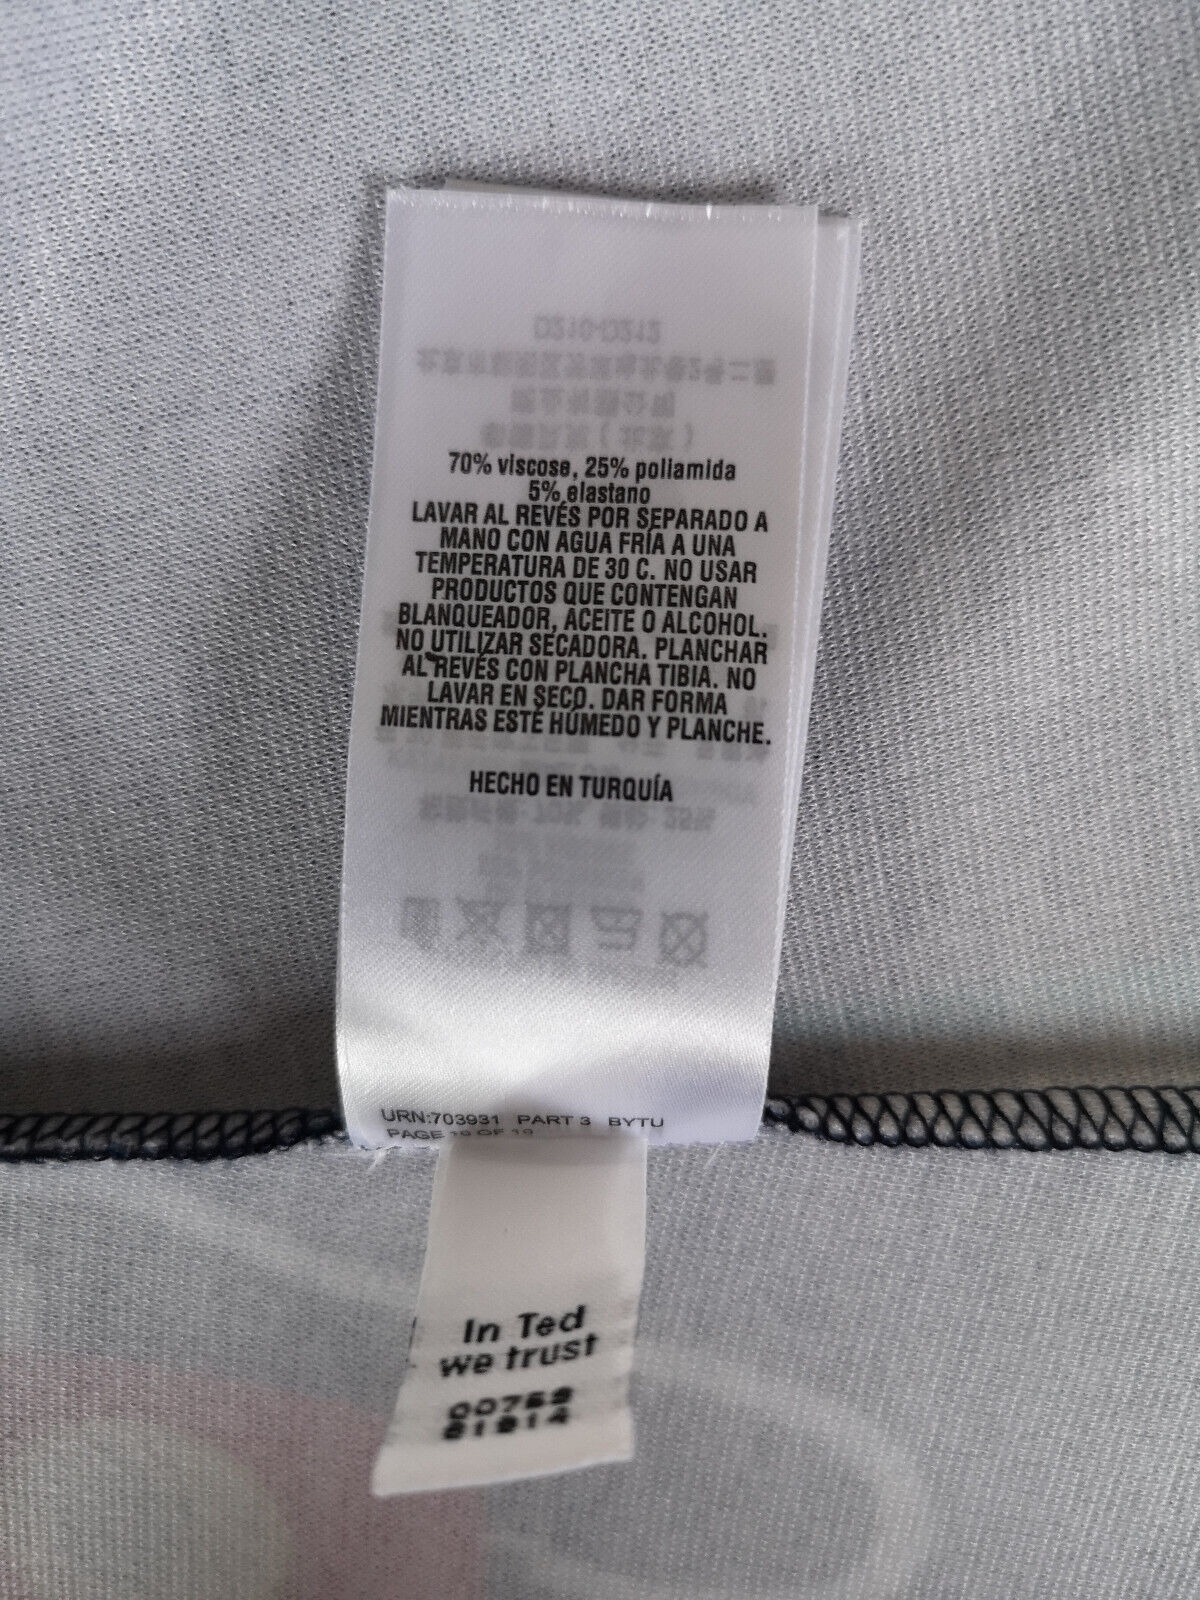 70% viscose, 25% poliamida
5% elastano
LAVAR AL REVÉS POR SEPARADO A
MANO CON AGUA FRÍA A UNA
TEMPERATURA DE 30 C. NO USAR
PRODUCTOS QUE CONTENGAN
BLANQUEADOR, ACEITE O ALCOHOL.
NO UTILIZAR SECADORA. PLANCHAR
AL REVÉS CON PLANCHA TIBIA. NO
LAVAR EN SECO. DAR FORMA
MIENTRAS ESTÉ HÚMEDO Y PLANCHE.
HECHO EN TURQUÍA
URN:703931 PART 3 BYTU
PAGE
In Ted
we trust